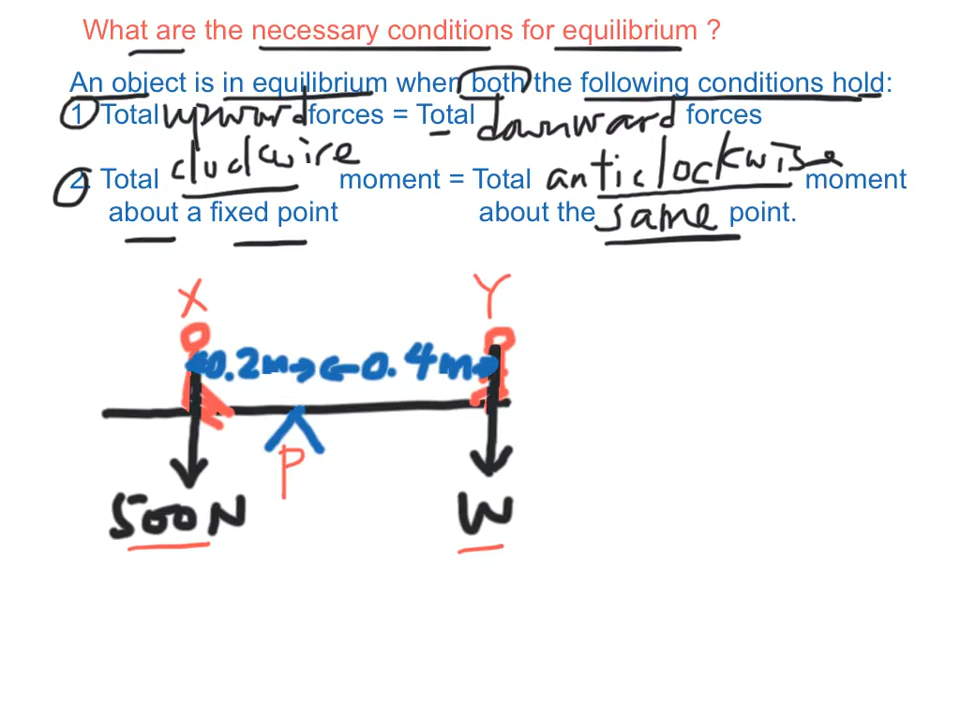 What are the necessary conditions for equilibrium ?
An object is in equilibrium when both the following conditions hold:
1. Total upward forces = Total downward forces
2. Total clockwise moment = Total anticlockwise moment
about a fixed point about the same point.
X Y
0.2m 0.4m
P
500N W